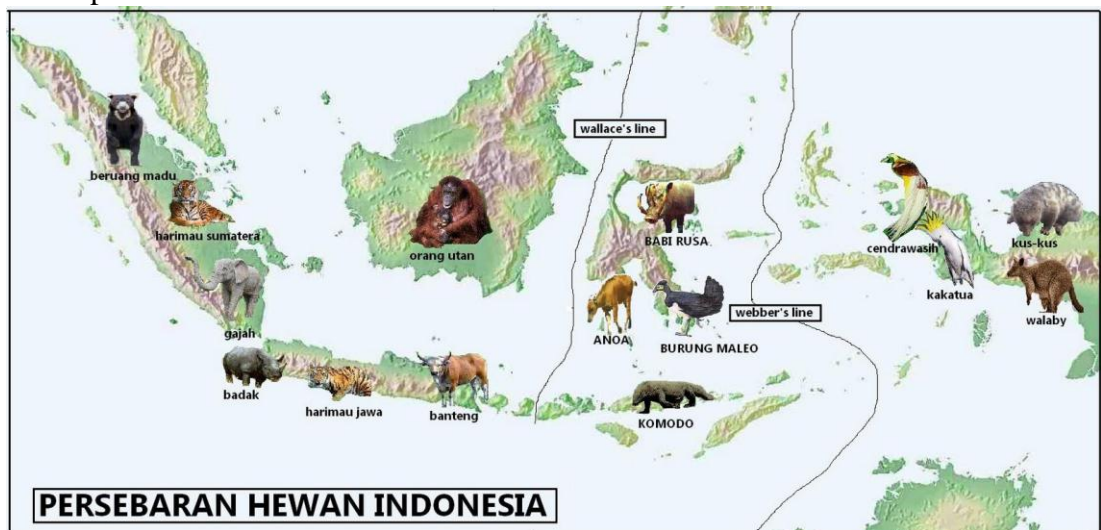 wallace's line
beruang madu
harimau sumatera
orang utan
BABI RUSA
cendrawasih
kus-kus
kakatua
webber's line
walaby
gajah
ANOA
BURUNG MALEO
badak
harimau jawa
banteng
KOMODO
PERSEBARAN HEWAN INDONESIA